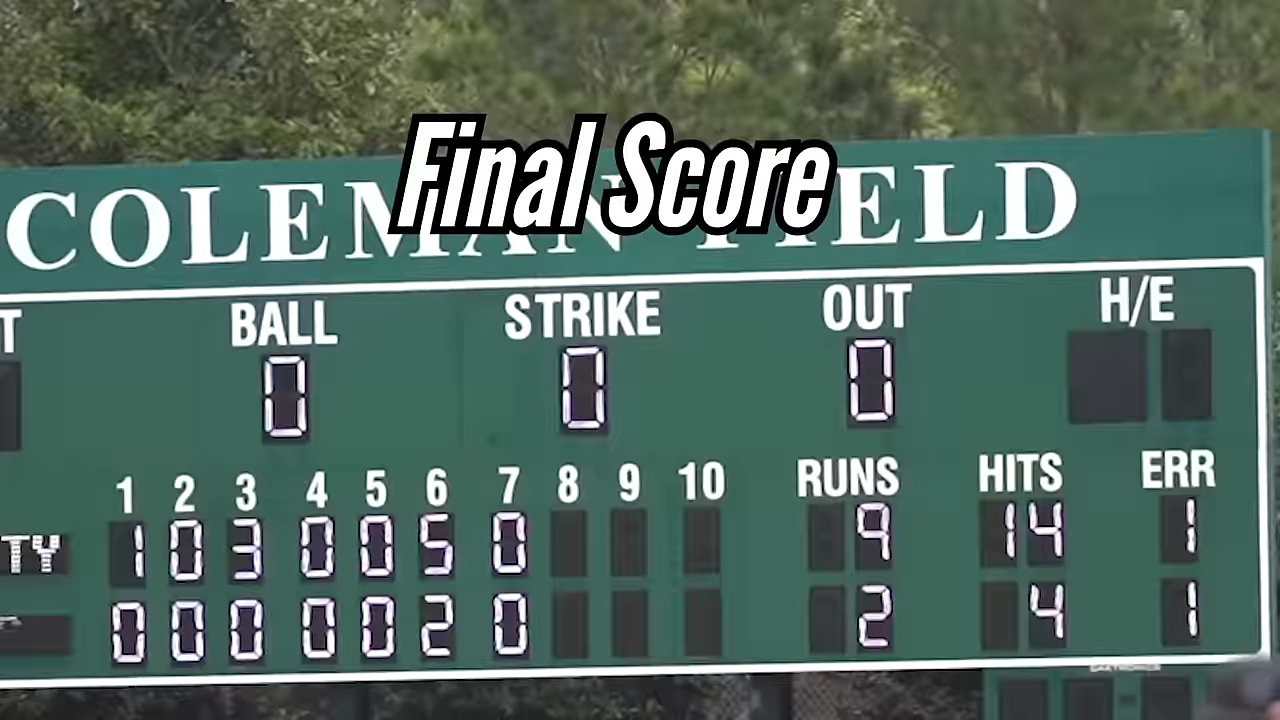 Final Score
COLEMAN FIELD
T BALL STRIKE OUT H/E
0 0 0
1 2 3 4 5 6 7 8 9 10 RUNS HITS ERR
TY 1 0 3 0 0 5 0 9 14 1
0 0 0 0 0 2 0 2 4 1